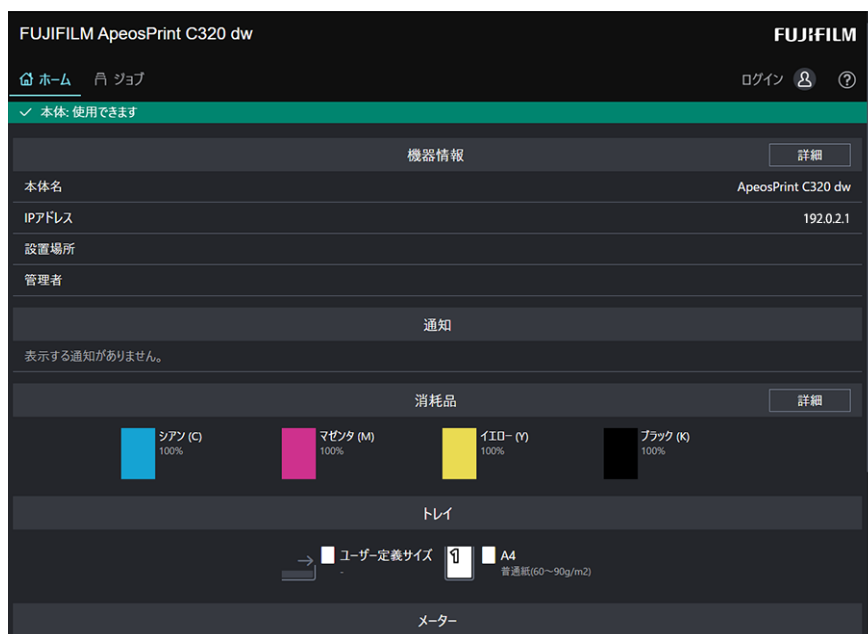 FUJIFILM ApeosPrint C320 dw
FUJIFILM
ホーム ジョブ ログイン ?
本体: 使用できます
機器情報 詳細
本体名 ApeosPrint C320 dw
IPアドレス 192.0.2.1
設置場所
管理者
通知
表示する通知がありません。
消耗品 詳細
シアン (C) マゼンタ (M) イエロー (Y) ブラック (K)
100% 100% 100% 100%
トレイ
ユーザー定義サイズ 1 A4
- 普通紙(60～90g/m2)
メーター